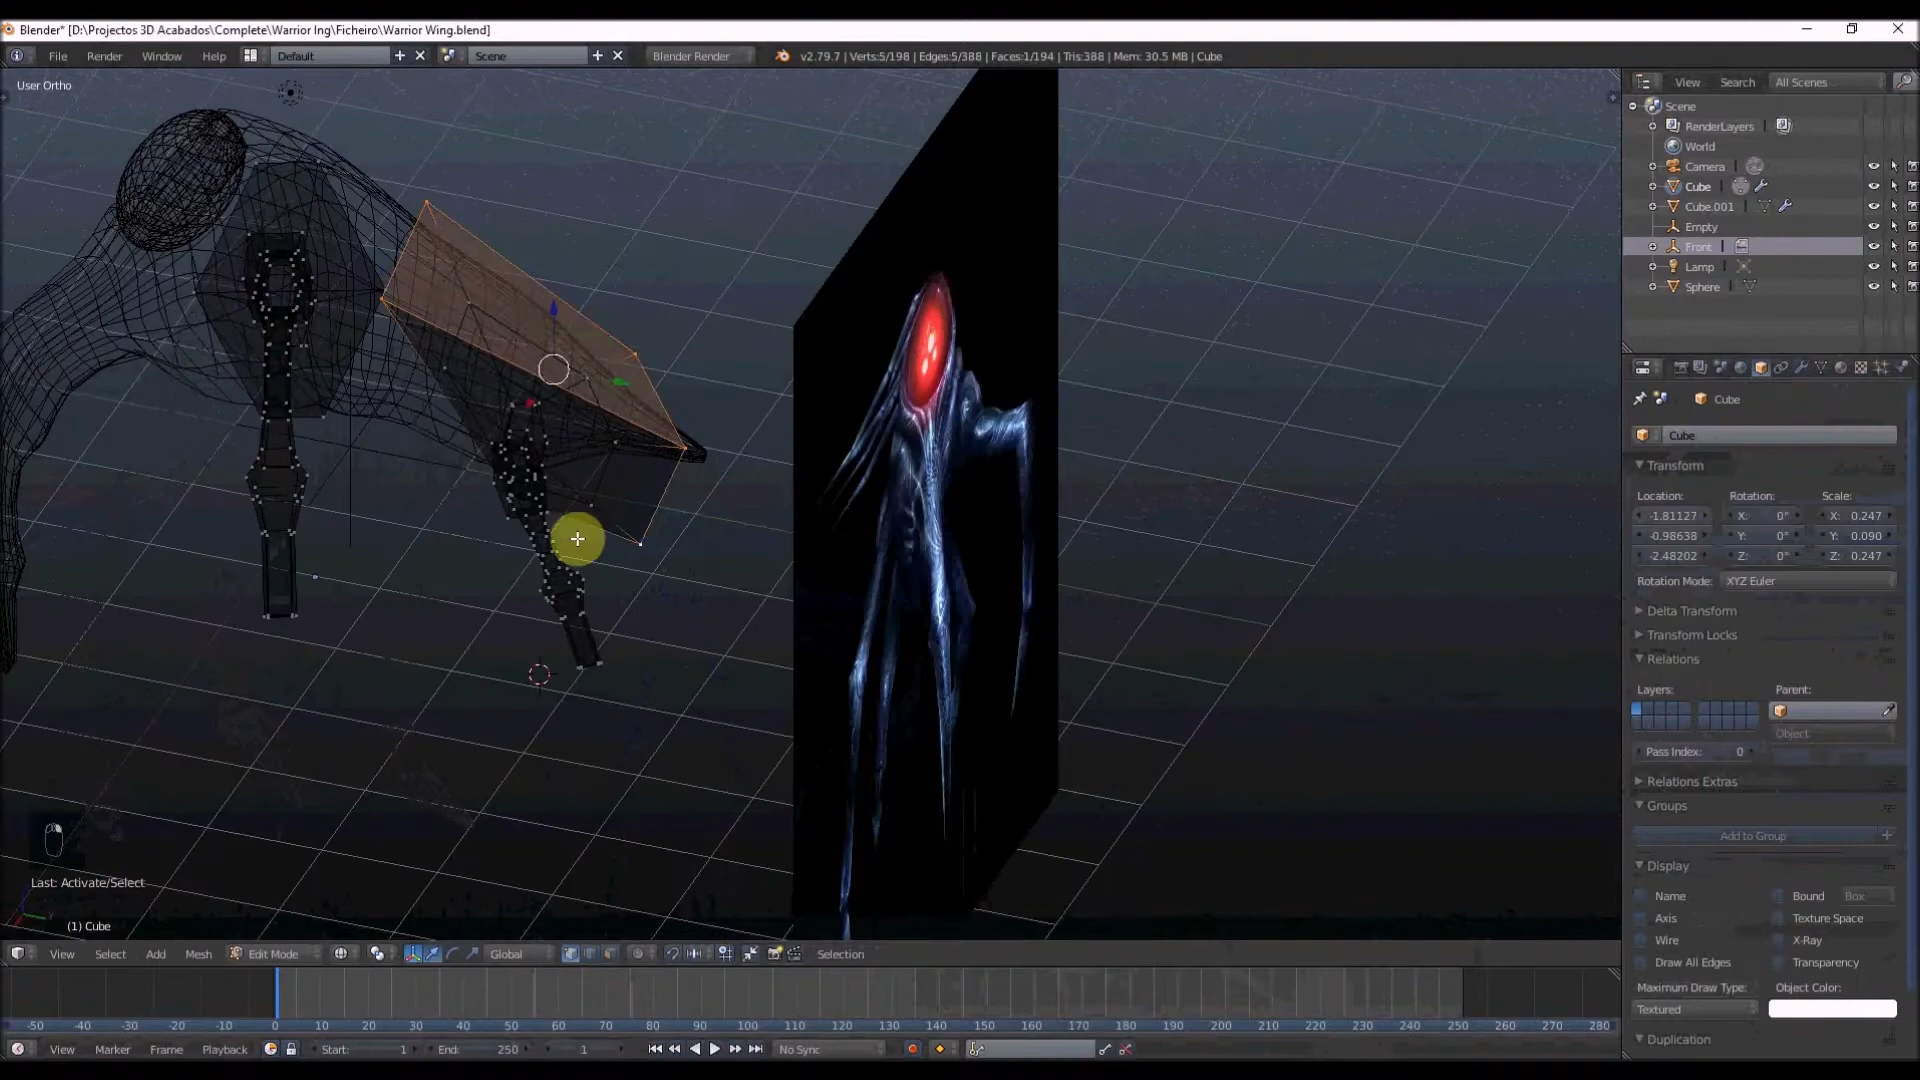 Blender* [D:\Projectos 3D Acabados\Complete\Warrior Ing\Ficheiro\Warrior Wing.blend]
File Render Window Help Default Scene Blender Render v2.79.7 | Verts:5/198 | Edges:5/388 | Faces:1/194 | Tris:388 | Mem: 30.5 MB | Cube
User Ortho
View Search All Scenes
Scene
RenderLayers
World
Camera
Cube
Cube.001
Empty
Front
Lamp
Sphere
Cube
Cube
Transform
Location: Rotation: Scale:
-1.81127 X: 0° X: 0.247
-0.98638 Y: 0° Y: 0.090
-2.48202 Z: 0° Z: 0.247
Rotation Mode: XYZ Euler
Delta Transform
Transform Locks
Relations
Layers: Parent:
Object
Pass Index: 0
Relations Extras
Groups
Add to Group
Display
Name Bound Box
Axis Texture Space
Wire X-Ray
Draw All Edges Transparency
Maximum Draw Type: Object Color:
Textured
Duplication
Last: Activate/Select
(1) Cube
View Select Add Mesh Edit Mode Global Selection
-50 -40 -30 -20 -10 0 10 20 30 40 50 60 70 80 90 100 110 120 130 140 150 160 170 180 190 200 210 220 230 240 250 260 270 280
View Marker Frame Playback Start: 1 End: 250 1 No Sync